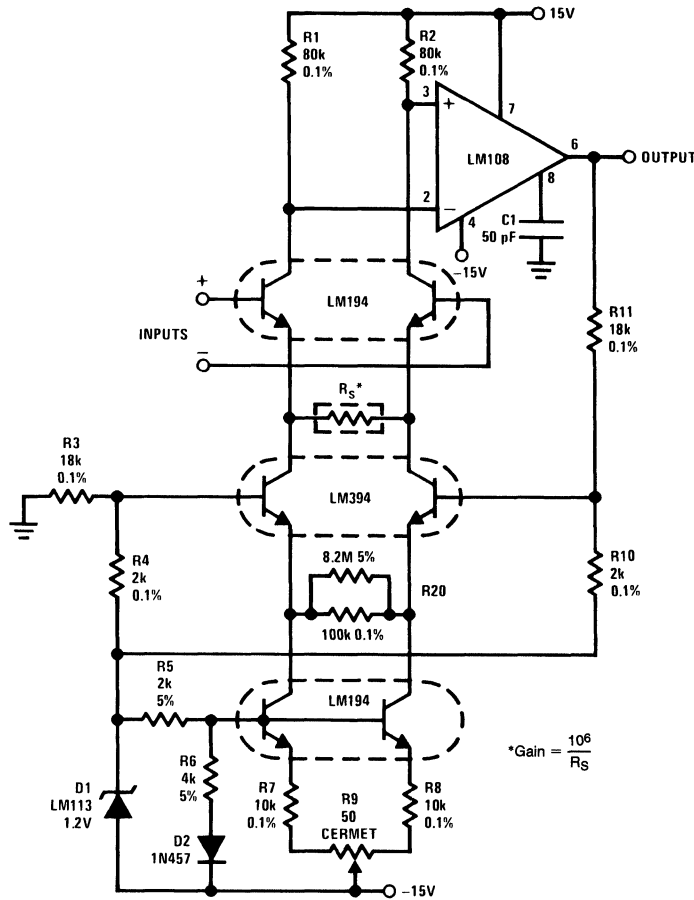 15V
R1
80k
0.1%
R2
80k
0.1%
3
+
7
LM108
6
OUTPUT
8
2
−
4
C1
50 pF
−15V
+
LM194
INPUTS
−
R11
18k
0.1%
RS*
R3
18k
0.1%
LM394
R4
2k
0.1%
8.2M 5%
R20
100k 0.1%
R10
2k
0.1%
R5
2k
5%
LM194
*Gain = 10⁶
RS
R6
4k
5%
R7
10k
0.1%
R9
50
CERMET
R8
10k
0.1%
D1
LM113
1.2V
D2
1N457
−15V